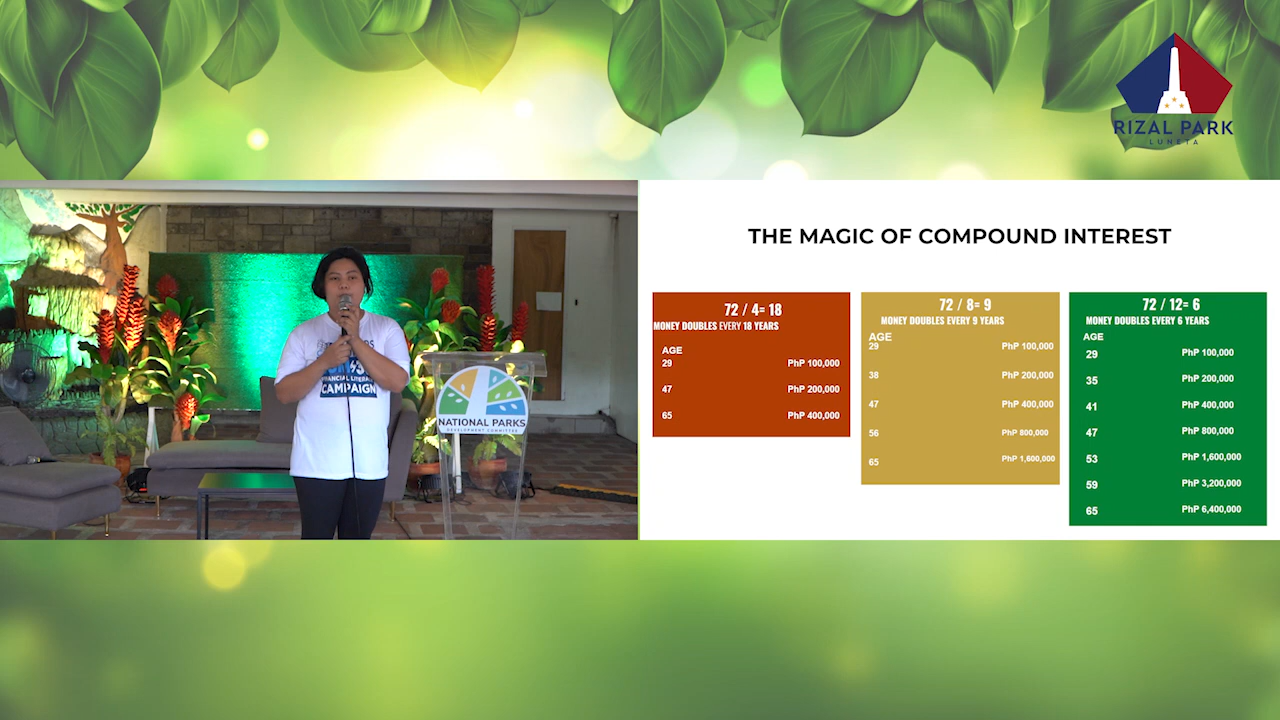 RIZAL PARK
LUNETA
THE MAGIC OF COMPOUND INTEREST
72 / 4= 18
MONEY DOUBLES EVERY 18 YEARS
AGE
29 PhP 100,000
47 PhP 200,000
65 PhP 400,000
72 / 8= 9
MONEY DOUBLES EVERY 9 YEARS
AGE
29 PhP 100,000
38 PhP 200,000
47 PhP 400,000
56 PhP 800,000
65 PhP 1,600,000
72 / 12= 6
MONEY DOUBLES EVERY 6 YEARS
AGE
29 PhP 100,000
35 PhP 200,000
41 PhP 400,000
47 PhP 800,000
53 PhP 1,600,000
59 PhP 3,200,000
65 PhP 6,400,000
CAMPAIGN
NATIONAL PARKS
DEVELOPMENT COMMITTEE